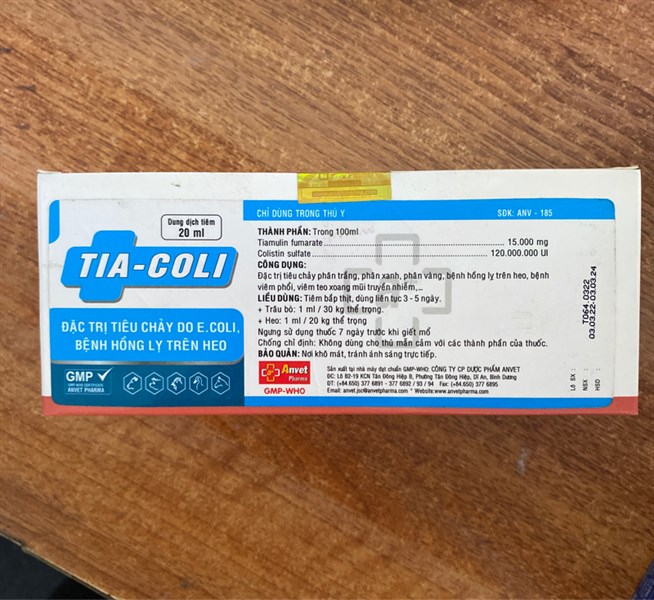 Dung dịch tiêm
20 ml
TIA-COLI
ĐẶC TRỊ TIÊU CHẢY DO E.COLI,
BỆNH HỒNG LỴ TRÊN HEO
GMP
GMP-WHO CERTIFICATE
ANVET PHARMA
CHỈ DÙNG TRONG THÚ Y SĐK: ANV - 185
THÀNH PHẦN: Trong 100ml
Tiamulin fumarate 15.000 mg
Colistin sulfate 120.000.000 UI
CÔNG DỤNG:
Đặc trị tiêu chảy phân trắng, phân xanh, phân vàng, bệnh hồng lỵ trên heo, bệnh
viêm phổi, viêm teo xoang mũi truyền nhiễm,...
LIỀU DÙNG: Tiêm bắp thịt, dùng liên tục 3 - 5 ngày.
+ Trâu bò: 1 ml / 30 kg thể trọng.
+ Heo: 1 ml / 20 kg thể trọng
Ngưng sử dụng thuốc 7 ngày trước khi giết mổ
Chống chỉ định: Không dùng cho thú mẫn cảm với các thành phần của thuốc.
BẢO QUẢN: Nơi khô mát, tránh ánh sáng trực tiếp.
Anvet
Pharma
GMP-WHO
Sản xuất tại nhà máy đạt chuẩn GMP-WHO: CÔNG TY CP DƯỢC PHẨM ANVET
ĐC: Lô B2-19 KCN Tân Đông Hiệp B, Phường Tân Đông Hiệp, Dĩ An, Bình Dương
ĐT: (+84.650) 377 6891 - 377 6892 / 93 / 94 Fax: (+84.650) 377 6895
Email: anvet.jsc@anvetpharma.com * Website:www.anvetpharma.com
Lô SX :
NSX :
HSD :
TD64.0322
03.03.22-03.03.24